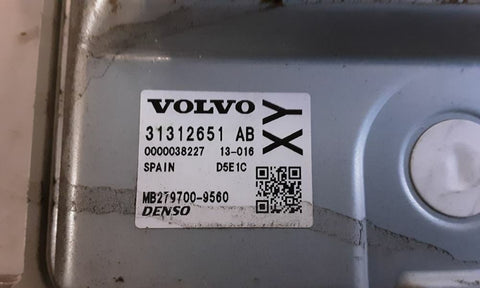 VOLVO
31312651 AB
0000038227 13-016
SPAIN D5E1C
XY
MB279700-9560
DENSO